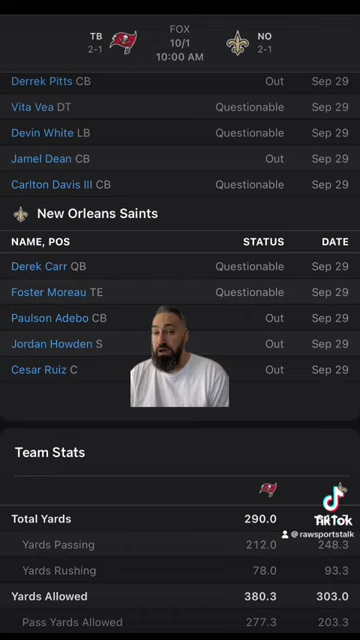 TB
2-1
FOX
10/1
10:00 AM
NO
2-1
Derrek Pitts CB Out Sep 29
Vita Vea DT Questionable Sep 29
Devin White LB Questionable Sep 29
Jamel Dean CB Out Sep 29
Carlton Davis III CB Questionable Sep 29
New Orleans Saints
NAME, POS STATUS DATE
Derek Carr QB Questionable Sep 29
Foster Moreau TE Questionable Sep 29
Paulson Adebo CB Out Sep 29
Jordan Howden S Out Sep 29
Cesar Ruiz C Out Sep 29
Team Stats
Total Yards 290.0
TikTok
@rawsportstalk
Yards Passing 212.0 248.3
Yards Rushing 78.0 93.3
Yards Allowed 380.3 303.0
Pass Yards Allowed 277.3 203.3